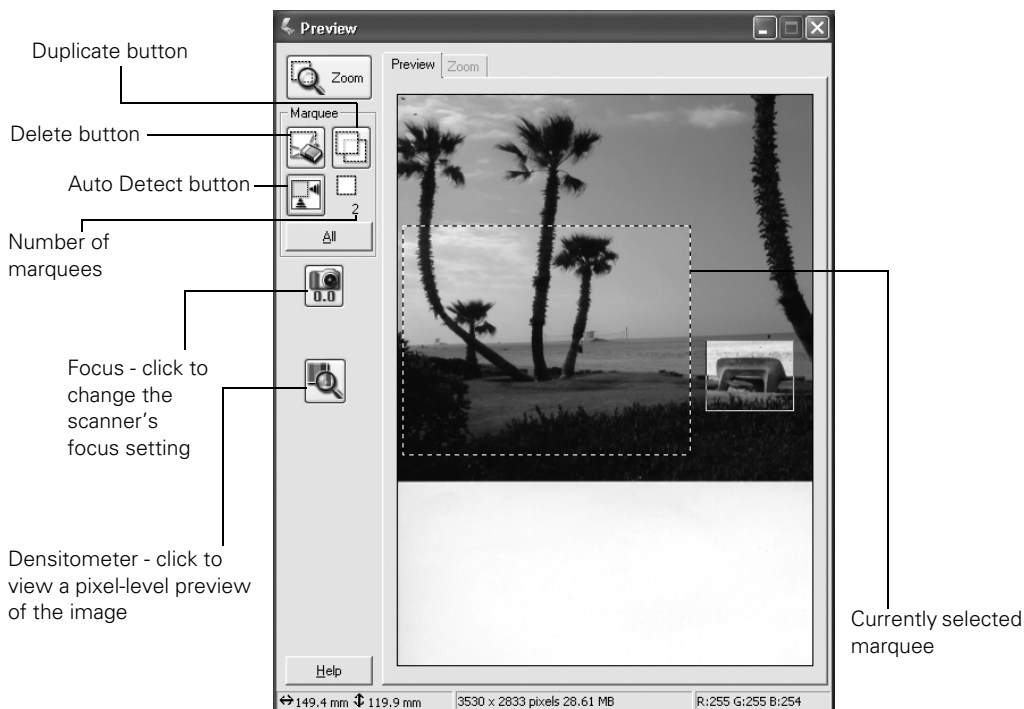 Preview
Duplicate button
Zoom
Preview
Zoom
Marquee
Delete button
Auto Detect button
2
Number of
marquees
All
0.0
Focus - click to
change the
scanner's
focus setting
Densitometer - click to
view a pixel-level preview
of the image
Currently selected
marquee
Help
149.4 mm 119.9 mm
3530 x 2833 pixels 28.61 MB
R:255 G:255 B:254